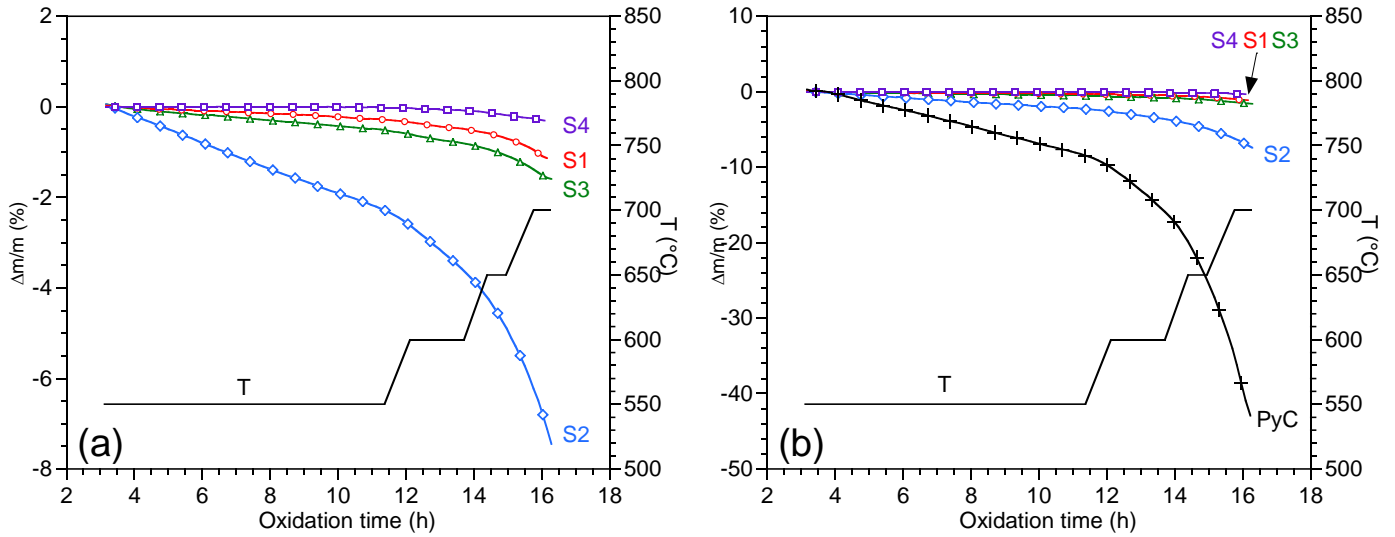 2
0
-2
-4
-6
-8
Δm/m (%)
850
800
750
700
650
600
550
500
T (°C)
S4
S1
S3
S2
T
(a)
2 4 6 8 10 12 14 16 18
Oxidation time (h)
10
0
-10
-20
-30
-40
-50
Δm/m (%)
850
800
750
700
650
600
550
500
T (°C)
S4 S1 S3
S2
T
PyC
(b)
2 4 6 8 10 12 14 16 18
Oxidation time (h)